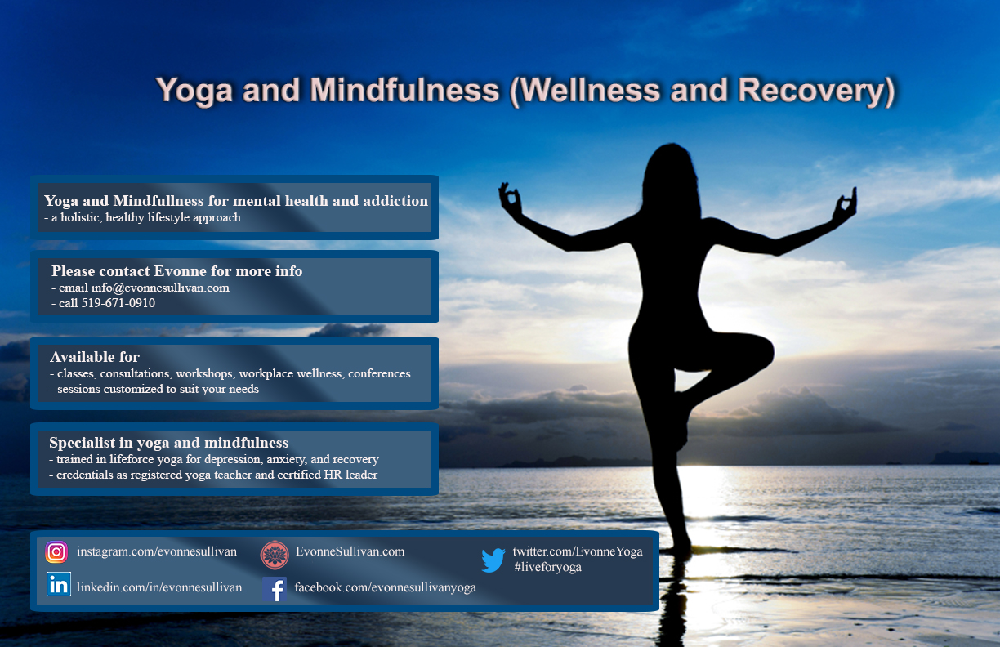 Yoga and Mindfulness (Wellness and Recovery)
Yoga and Mindfullness for mental health and addiction
- a holistic, healthy lifestyle approach
Please contact Evonne for more info
- email info@evonnesullivan.com
- call 519-671-0910
Available for
- classes, consultations, workshops, workplace wellness, conferences
- sessions customized to suit your needs
Specialist in yoga and mindfulness
- trained in lifeforce yoga for depression, anxiety, and recovery
- credentials as registered yoga teacher and certified HR leader
instagram.com/evonnesullivan
linkedin.com/in/evonnesullivan
EvonneSullivan.com
facebook.com/evonnesullivanyoga
twitter.com/EvonneYoga
#liveforyoga
in
f